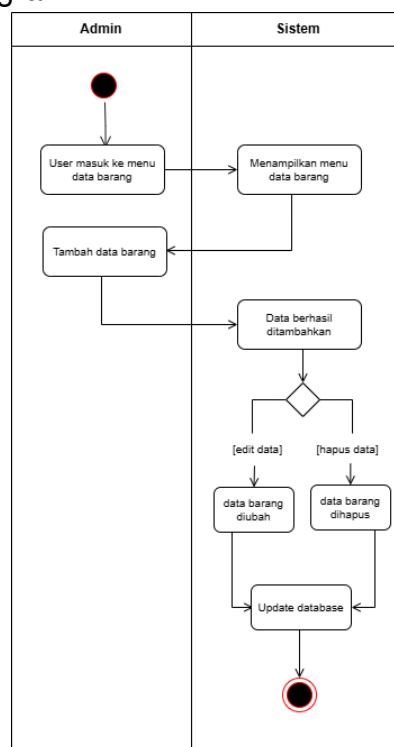 Admin
Sistem
User masuk ke menu
data barang
Menampilkan menu
data barang
Tambah data barang
Data berhasil
ditambahkan
[edit data]
[hapus data]
data barang
diubah
data barang
dihapus
Update database